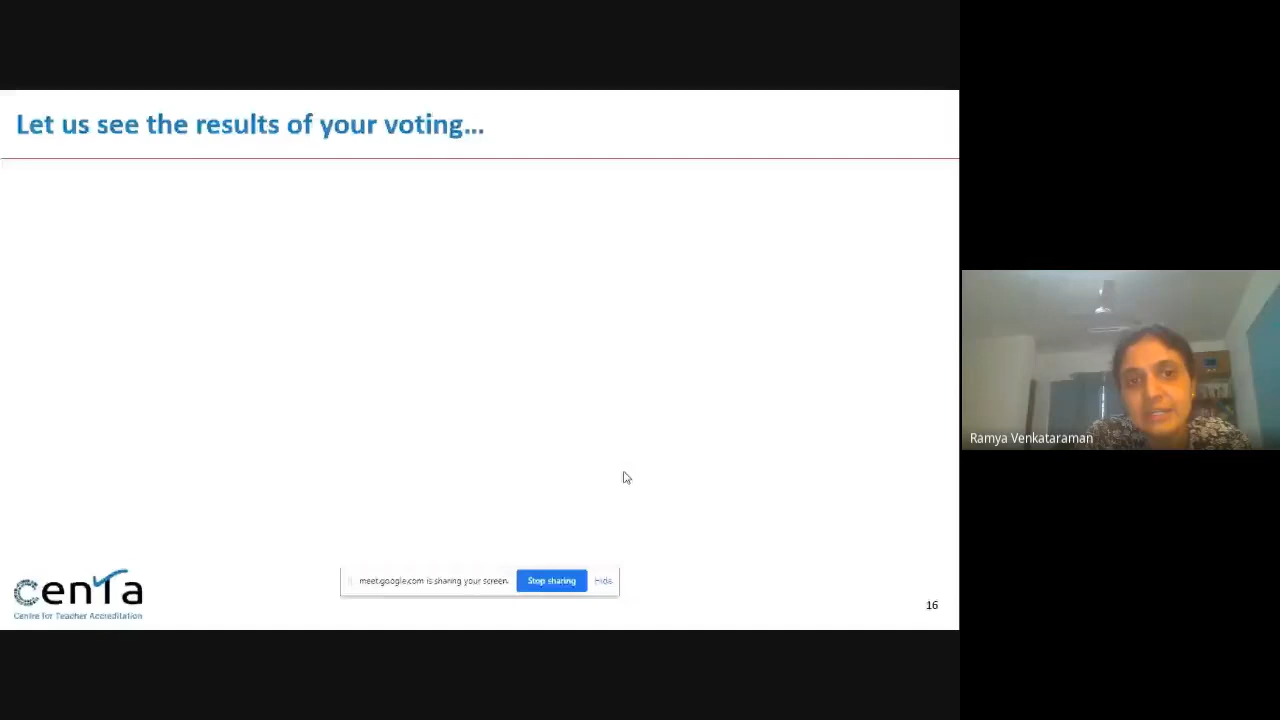 Let us see the results of your voting...
Ramya Venkataraman
cenTa
Centre for Teacher Accreditation
meet.google.com is sharing your screen.
Stop sharing
Hide
16